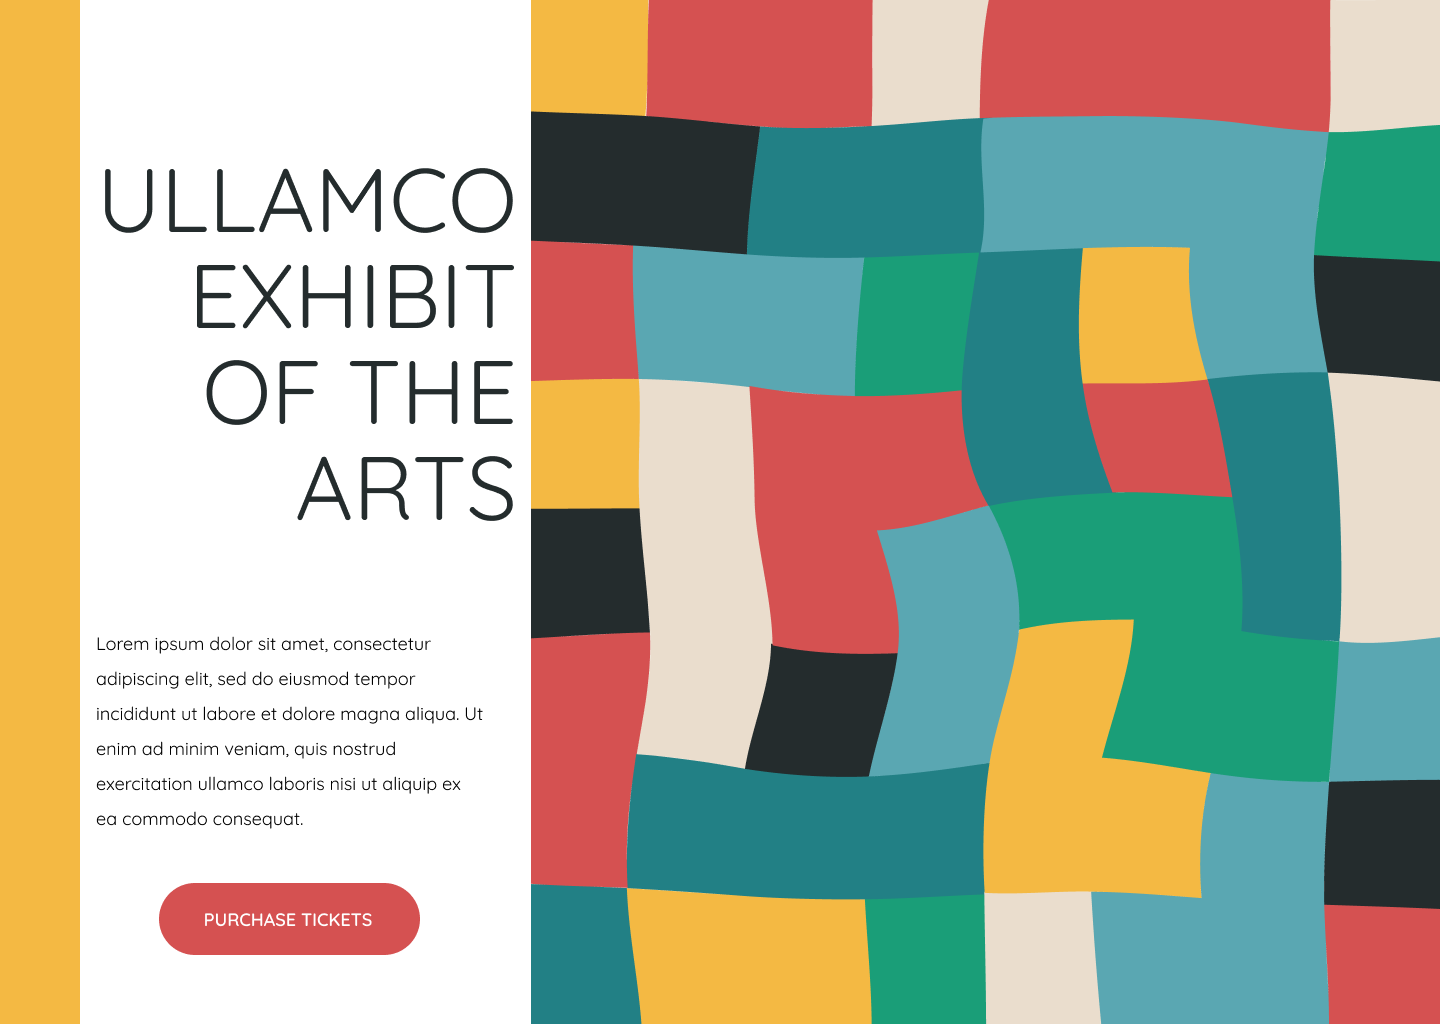 ULLAMCO
EXHIBIT
OF THE
ARTS
Lorem ipsum dolor sit amet, consectetur
adipiscing elit, sed do eiusmod tempor
incididunt ut labore et dolore magna aliqua. Ut
enim ad minim veniam, quis nostrud
exercitation ullamco laboris nisi ut aliquip ex
ea commodo consequat.
PURCHASE TICKETS